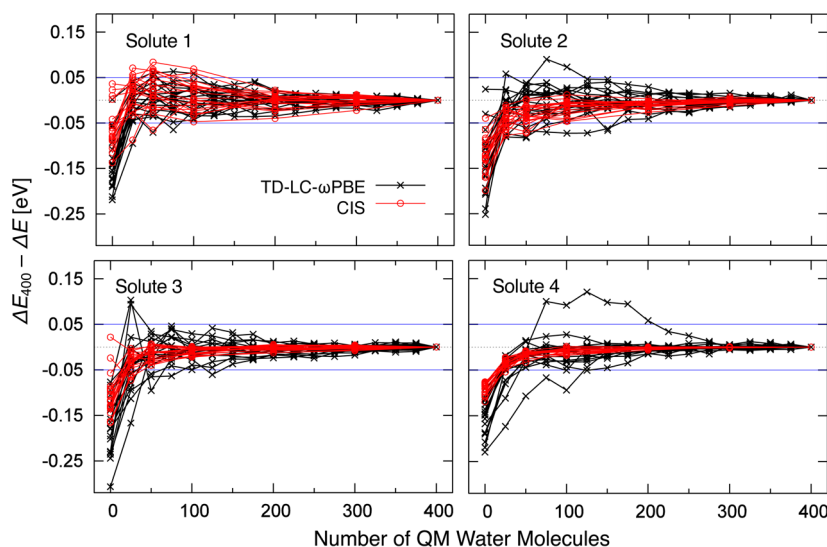 0.15
0.05
-0.05
-0.15
-0.25
Solute 1
TD-LC-ωPBE
CIS
Solute 2
0.15
0.05
-0.05
-0.15
-0.25
Solute 3
Solute 4
0 100 200 300 400
0 100 200 300 400
Number of QM Water Molecules
ΔE400 − ΔE [eV]